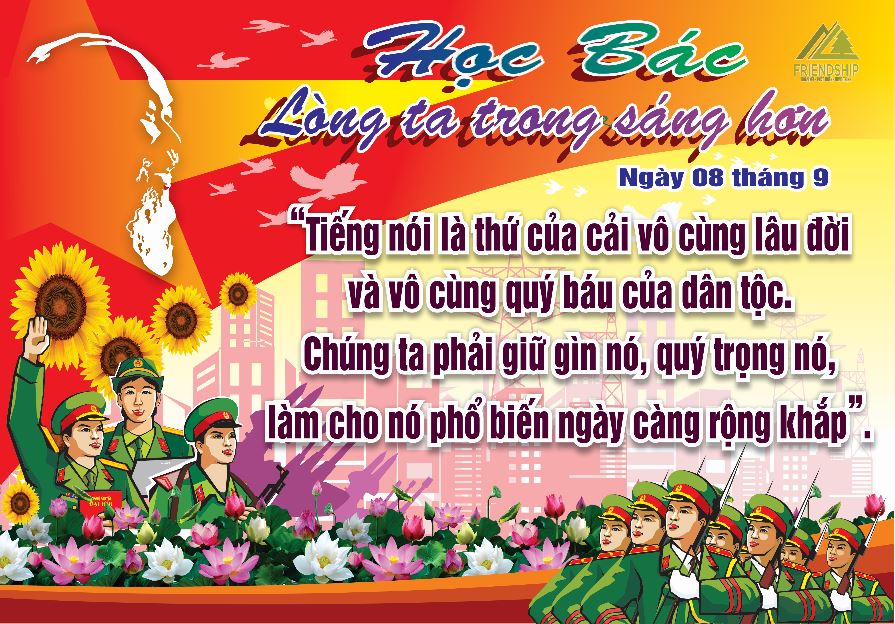 Học Bác
Lòng ta trong sáng hơn
FRIENDSHIP
Ngày 08 tháng 9
“Tiếng nói là thứ của cải vô cùng lâu đời
và vô cùng quý báu của dân tộc.
Chúng ta phải giữ gìn nó, quý trọng nó,
làm cho nó phổ biến ngày càng rộng khắp”.